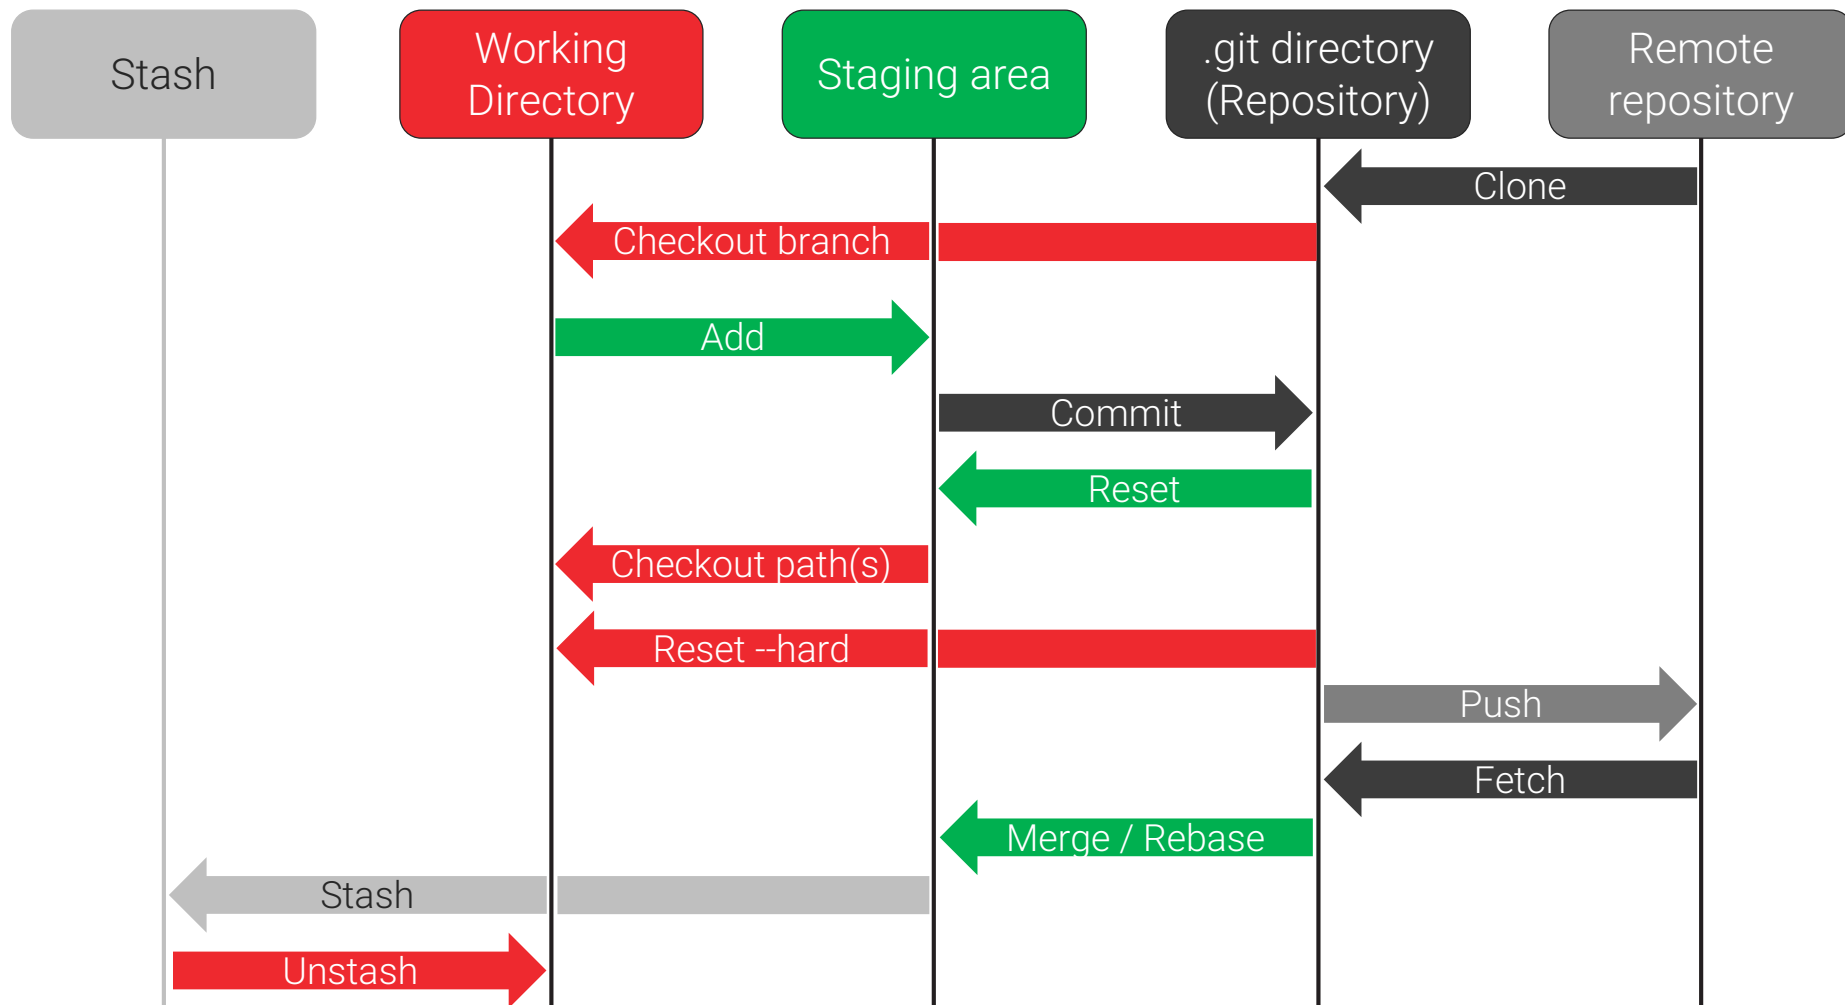 Stash
Working
Directory
Staging area
.git directory
(Repository)
Remote
repository
Clone
Checkout branch
Add
Commit
Reset
Checkout path(s)
Reset --hard
Push
Fetch
Merge / Rebase
Stash
Unstash